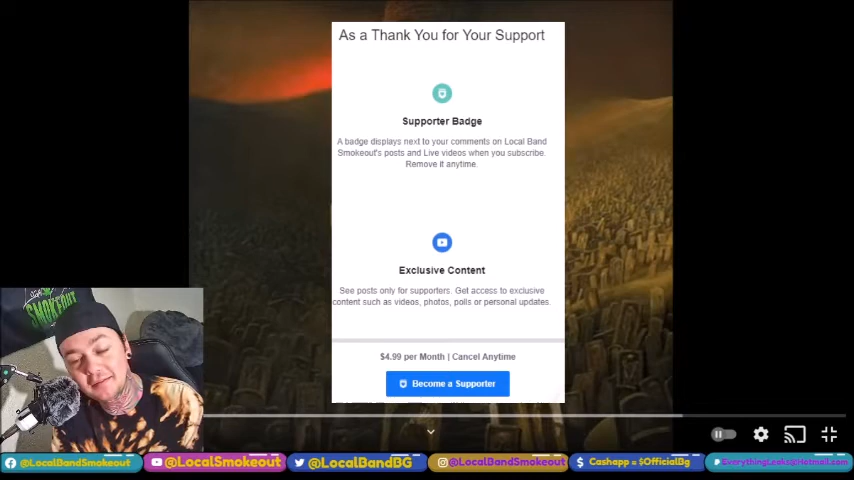 As a Thank You for Your Support
Supporter Badge
A badge displays next to your comments on Local Band
Smokeout's posts and Live videos when you subscribe.
Remove it anytime.
Exclusive Content
See posts only for supporters. Get access to exclusive
content such as videos, photos, polls or personal updates.
$4.99 per Month | Cancel Anytime
Become a Supporter
SMOKEOUT
@LocalBandSmokeout
@LocalSmokeout
@LocalBandBG
@LocalBandSmokeout
Cashapp = $OfficialBg
EverythingLeaks@Hotmail.com